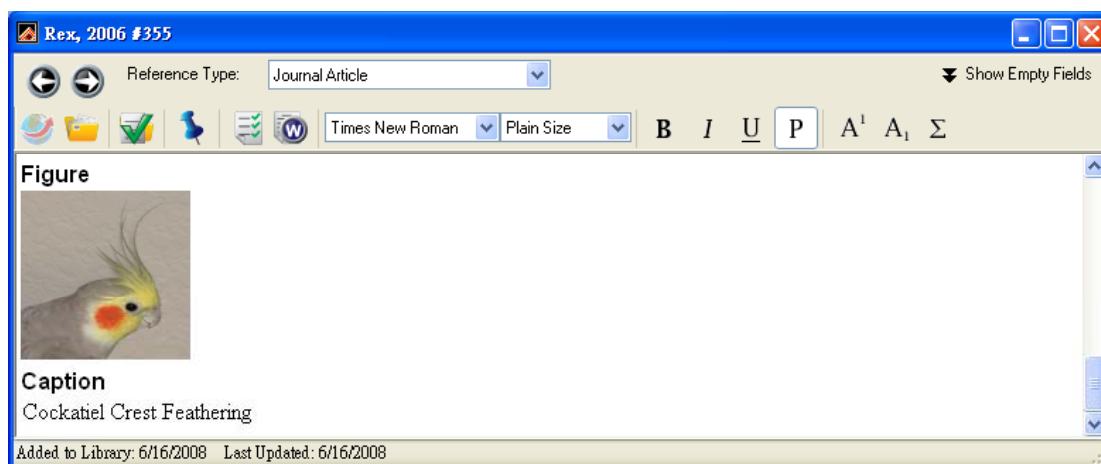 Rex, 2006 #355
Reference Type: Journal Article Show Empty Fields
Times New Roman Plain Size B I U P A¹ A₁ Σ
Figure
Caption
Cockatiel Crest Feathering
Added to Library: 6/16/2008 Last Updated: 6/16/2008